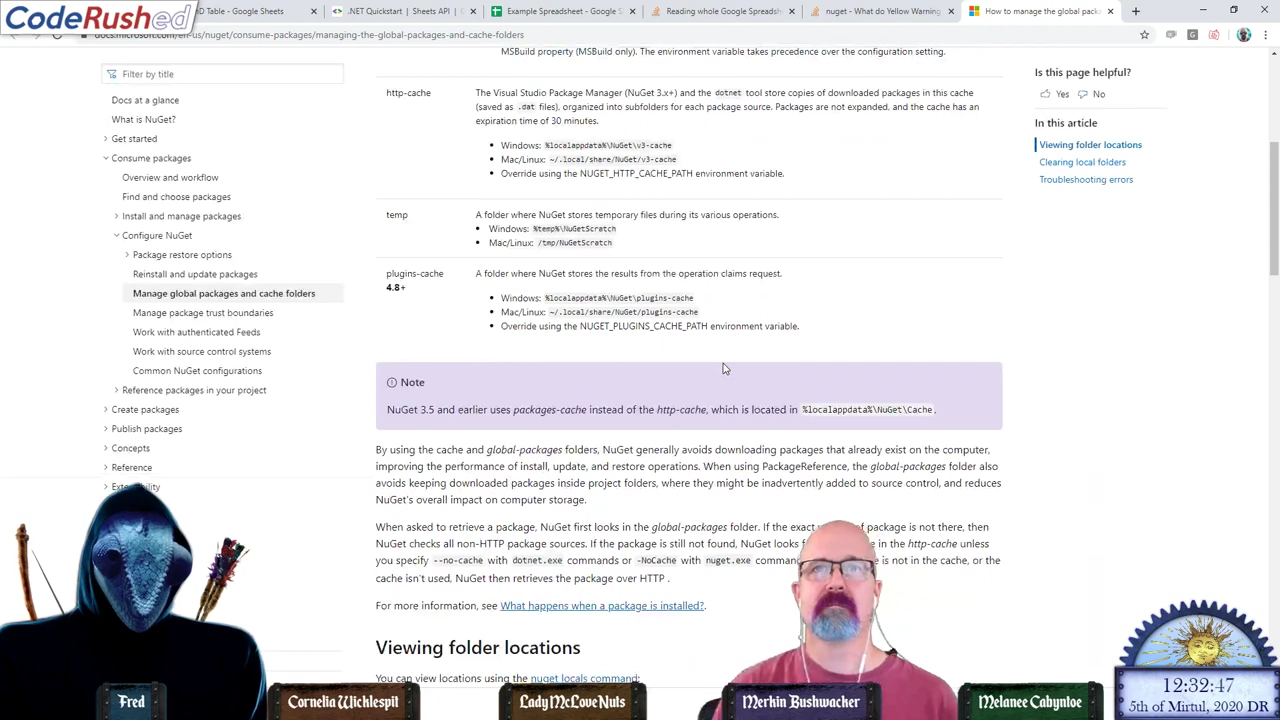 CodeRushed
Table - Google Sheets
.NET Quickstart | Sheets API
Example Spreadsheet - Google S
Reading whole Google Spreadsh
nuget - What do Yellow Warning
How to manage the global packa
docs.microsoft.com/en-us/nuget/consume-packages/managing-the-global-packages-and-cache-folders
Filter by title
Docs at a glance
What is NuGet?
Get started
Consume packages
Overview and workflow
Find and choose packages
Install and manage packages
Configure NuGet
Package restore options
Reinstall and update packages
Manage global packages and cache folders
Manage package trust boundaries
Work with authenticated Feeds
Work with source control systems
Common NuGet configurations
Reference packages in your project
Create packages
Publish packages
Concepts
Reference
Extensibility
MSBuild property (MSBuild only). The environment variable takes precedence over the configuration setting.
http-cache
The Visual Studio Package Manager (NuGet 3.x+) and the dotnet tool store copies of downloaded packages in this cache
(saved as .dat files), organized into subfolders for each package source. Packages are not expanded, and the cache has an
expiration time of 30 minutes.
• Windows: %localappdata%\NuGet\v3-cache
• Mac/Linux: ~/.local/share/NuGet/v3-cache
• Override using the NUGET_HTTP_CACHE_PATH environment variable.
temp
A folder where NuGet stores temporary files during its various operations.
• Windows: %temp%\NuGetScratch
• Mac/Linux: /tmp/NuGetScratch
plugins-cache
4.8+
A folder where NuGet stores the results from the operation claims request.
• Windows: %localappdata%\NuGet\plugins-cache
• Mac/Linux: ~/.local/share/NuGet/plugins-cache
• Override using the NUGET_PLUGINS_CACHE_PATH environment variable.
Note
NuGet 3.5 and earlier uses packages-cache instead of the http-cache, which is located in %localappdata%\NuGet\Cache.
By using the cache and global-packages folders, NuGet generally avoids downloading packages that already exist on the computer,
improving the performance of install, update, and restore operations. When using PackageReference, the global-packages folder also
avoids keeping downloaded packages inside project folders, where they might be inadvertently added to source control, and reduces
NuGet's overall impact on computer storage.
When asked to retrieve a package, NuGet first looks in the global-packages folder. If the exact of package is not there, then
NuGet checks all non-HTTP package sources. If the package is still not found, NuGet looks in the http-cache unless
you specify --no-cache with dotnet.exe commands or -NoCache with nuget.exe is not in the cache, or the
cache isn't used, NuGet then retrieves the package over HTTP .
For more information, see What happens when a package is installed?.
Viewing folder locations
You can view locations using the nuget locals command:
Is this page helpful?
Yes No
In this article
Viewing folder locations
Clearing local folders
Troubleshooting errors
Fred
Cornelia Wicklespit
Lady McLoveNuts
Merkin Bushwacker
Melanee Cabyntoe
12:32:47
5th of Mirtul, 2020 DR